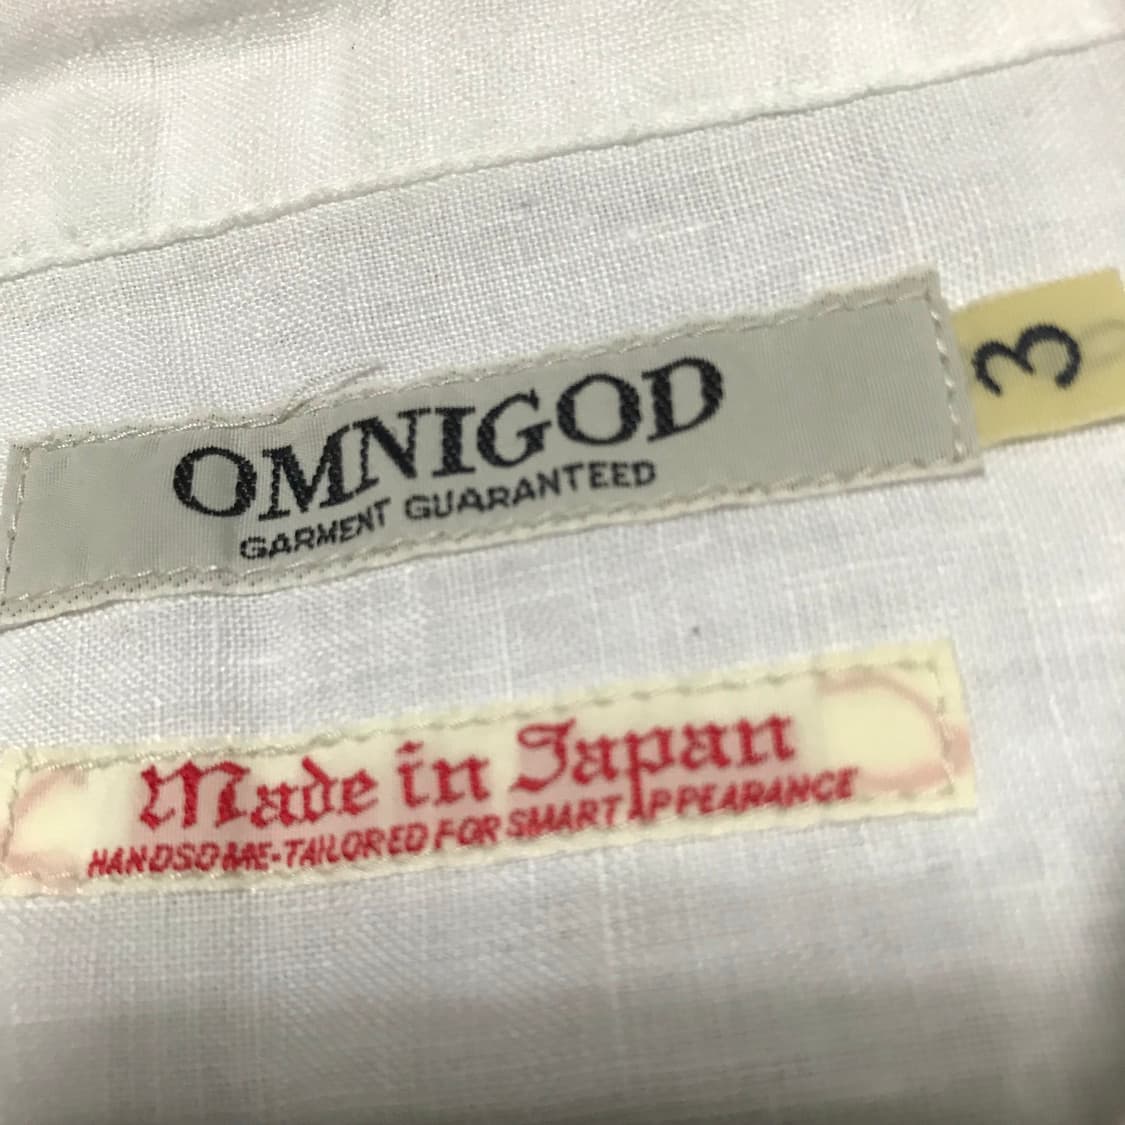 OMNIGOD
GARMENT GUARANTEED
3
Made in Japan
HANDSOME-TAILORED FOR SMART APPEARANCE